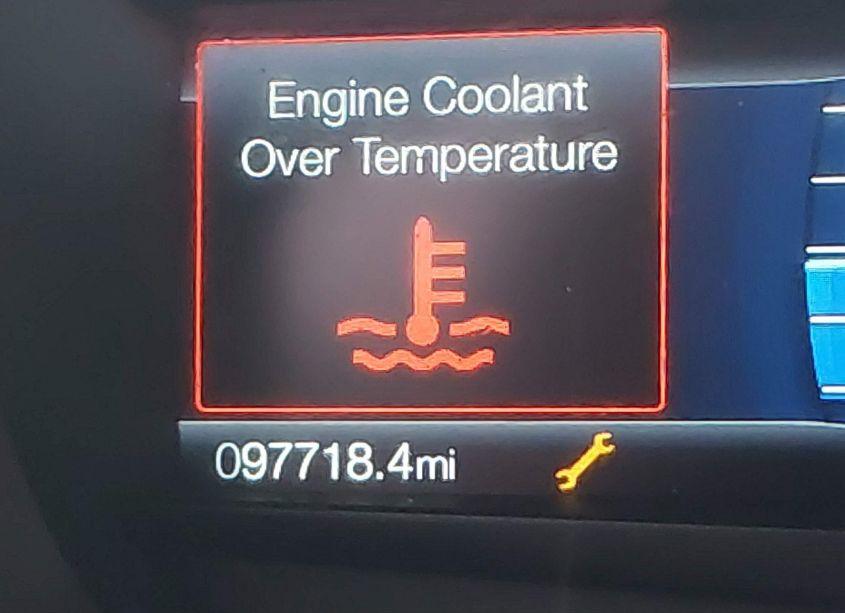 Engine Coolant
Over Temperature
097718.4mi